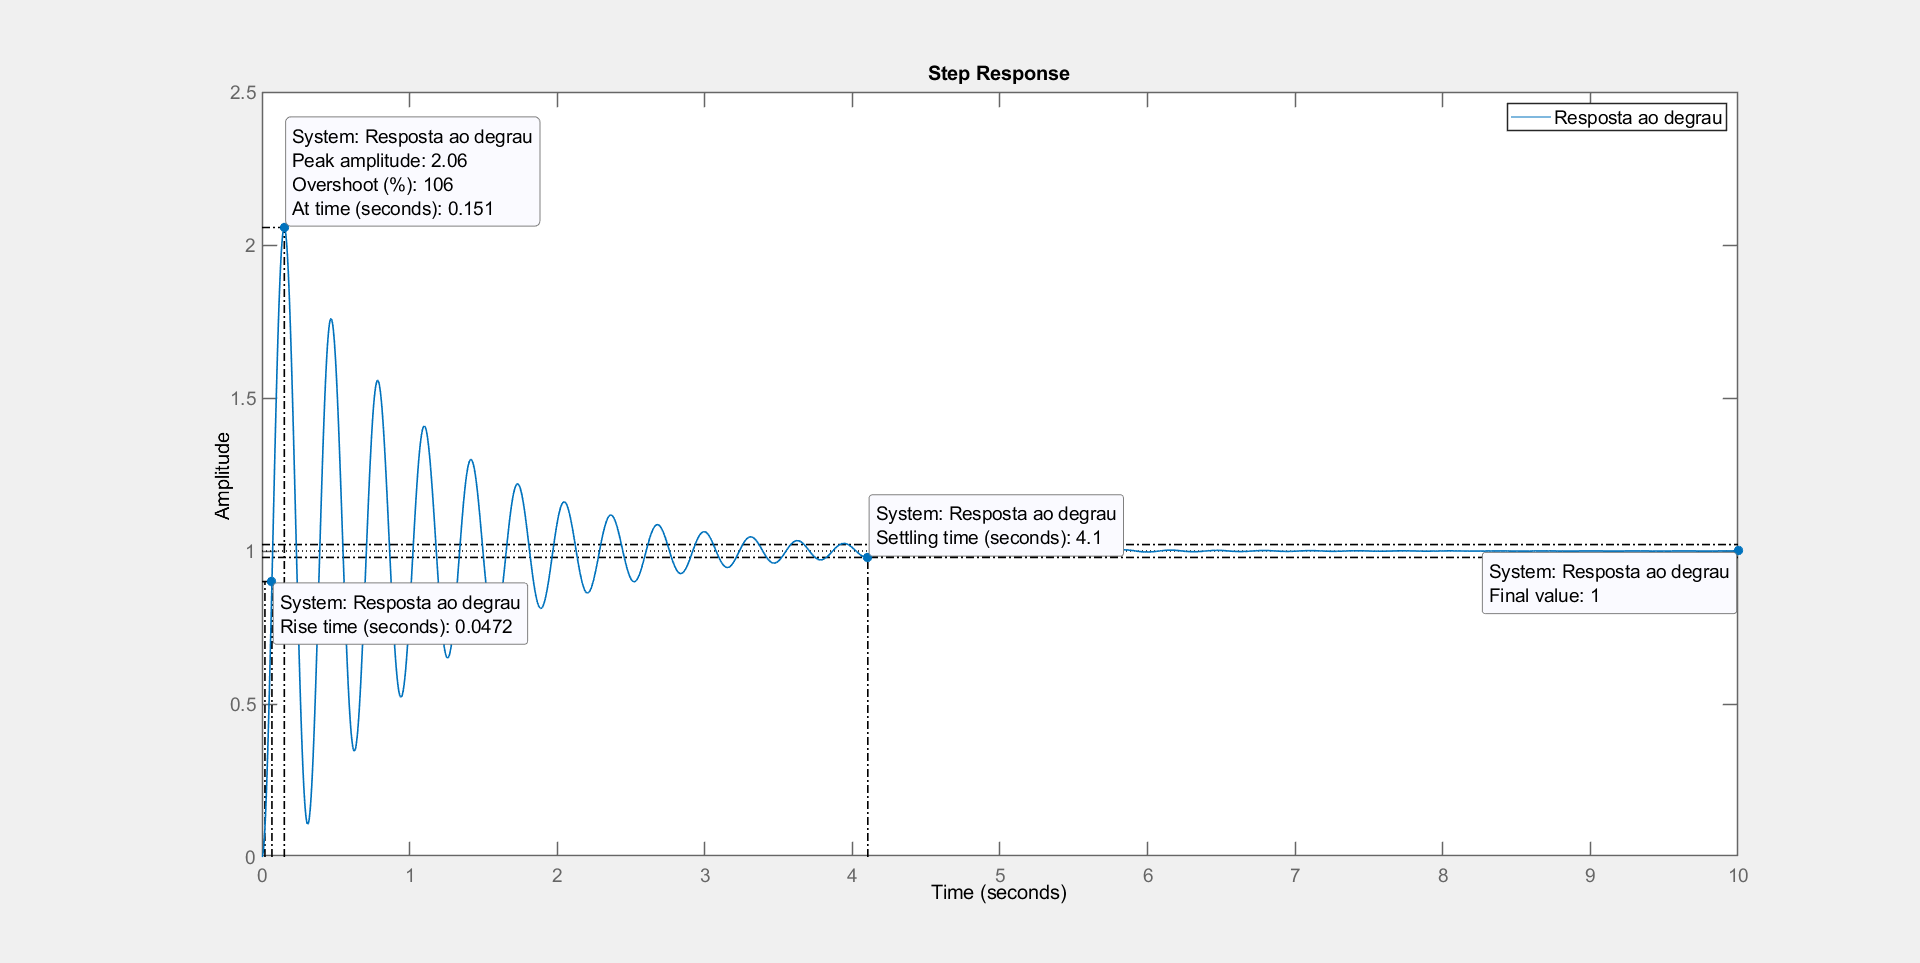 Step Response
2.5
Resposta ao degrau
System: Resposta ao degrau
Peak amplitude: 2.06
Overshoot (%): 106
At time (seconds): 0.151
2
1.5
Amplitude
System: Resposta ao degrau
Settling time (seconds): 4.1
1
System: Resposta ao degrau
Final value: 1
System: Resposta ao degrau
Rise time (seconds): 0.0472
0.5
0
0 1 2 3 4 5 6 7 8 9 10
Time (seconds)